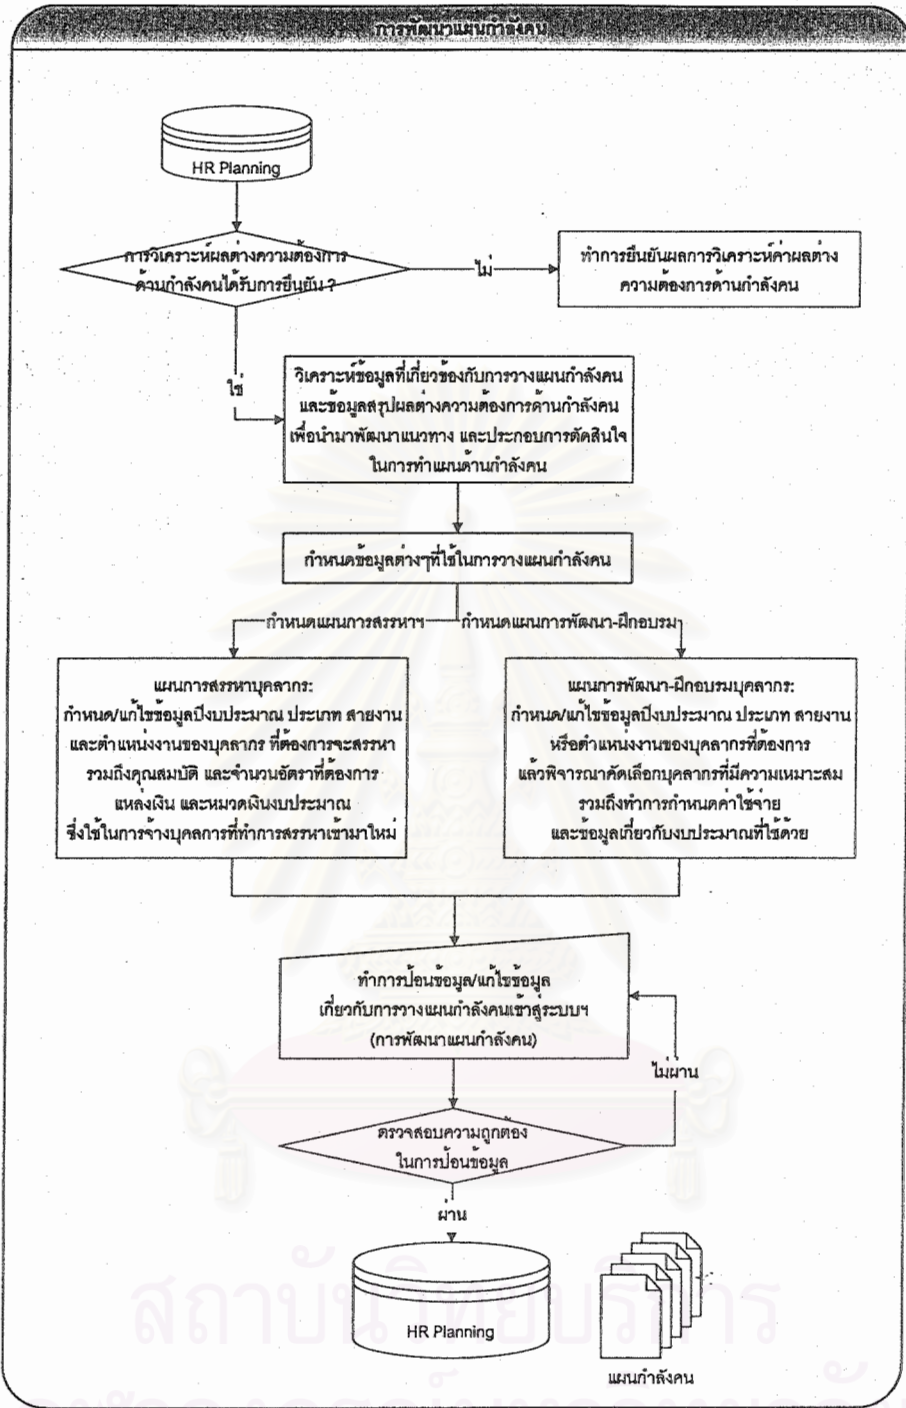 การพัฒนาแผนกำลังคน
HR Planning
การวิเคราะห์ผลต่างความต้องการ
ด้านกำลังคนได้รับการยืนยัน ?
ไม่
ทำการยืนยันผลการวิเคราะห์ค่าผลต่าง
ความต้องการด้านกำลังคน
ใช่
วิเคราะห์ข้อมูลที่เกี่ยวข้องกับการวางแผนกำลังคน
และข้อมูลสรุปผลต่างความต้องการด้านกำลังคน
เพื่อนำมาพัฒนาแนวทาง และประกอบการตัดสินใจ
ในการทำแผนด้านกำลังคน
กำหนดข้อมูลต่างๆที่ใช้ในการวางแผนกำลังคน
กำหนดแผนการสรรหาฯ
กำหนดแผนการพัฒนา-ฝึกอบรม
แผนการสรรหาบุคลากร:
กำหนด/แก้ไขข้อมูลปีงบประมาณ ประเภท สายงาน
และตำแหน่งงานของบุคลากร ที่ต้องการจะสรรหา
รวมถึงคุณสมบัติ และจำนวนอัตราที่ต้องการ
แหล่งเงิน และหมวดเงินงบประมาณ
ซึ่งใช้ในการจ้างบุคลการที่ทำการสรรหาเข้ามาใหม่
แผนการพัฒนา-ฝึกอบรมบุคลากร:
กำหนด/แก้ไขข้อมูลปีงบประมาณ ประเภท สายงาน
หรือตำแหน่งงานของบุคลากรที่ต้องการ
แล้วพิจารณาคัดเลือกบุคลากรที่มีความเหมาะสม
รวมถึงทำการกำหนดค่าใช้จ่าย
และข้อมูลเกี่ยวกับงบประมาณที่ใช้ด้วย
ทำการป้อนข้อมูล/แก้ไขข้อมูล
เกี่ยวกับการวางแผนกำลังคนเข้าสู่ระบบฯ
(การพัฒนาแผนกำลังคน)
ไม่ผ่าน
ตรวจสอบความถูกต้อง
ในการป้อนข้อมูล
ผ่าน
HR Planning
แผนกำลังคน
สถาบันวิทยบริการ